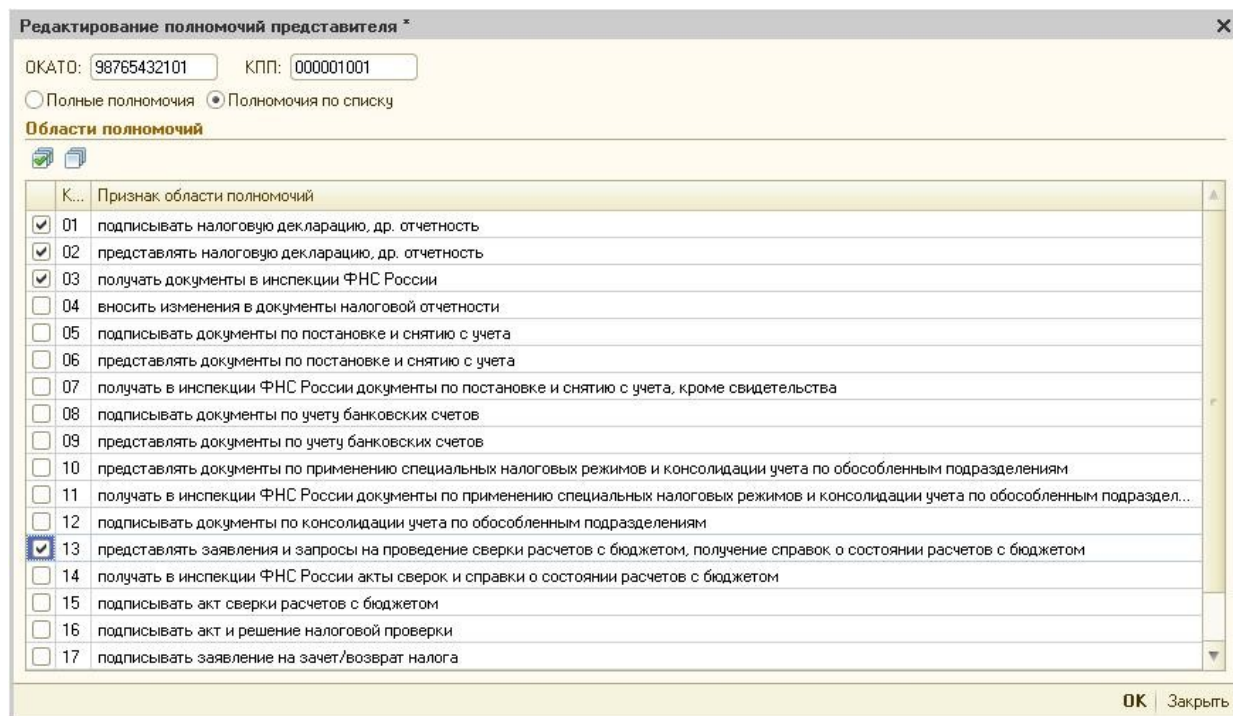 Редактирование полномочий представителя *
ОКАТО: 98765432101 КПП: 000001001
Полные полномочия Полномочия по списку
Области полномочий
К... Признак области полномочий
01 подписывать налоговую декларацию, др. отчетность
02 представлять налоговую декларацию, др. отчетность
03 получать документы в инспекции ФНС России
04 вносить изменения в документы налоговой отчетности
05 подписывать документы по постановке и снятию с учета
06 представлять документы по постановке и снятию с учета
07 получать в инспекции ФНС России документы по постановке и снятию с учета, кроме свидетельства
08 подписывать документы по учету банковских счетов
09 представлять документы по учету банковских счетов
10 представлять документы по применению специальных налоговых режимов и консолидации учета по обособленным подразделениям
11 получать в инспекции ФНС России документы по применению специальных налоговых режимов и консолидации учета по обособленным подраздел...
12 подписывать документы по консолидации учета по обособленным подразделениям
13 представлять заявления и запросы на проведение сверки расчетов с бюджетом, получение справок о состоянии расчетов с бюджетом
14 получать в инспекции ФНС России акты сверок и справки о состоянии расчетов с бюджетом
15 подписывать акт сверки расчетов с бюджетом
16 подписывать акт и решение налоговой проверки
17 подписывать заявление на зачет/возврат налога
OK Закрыть